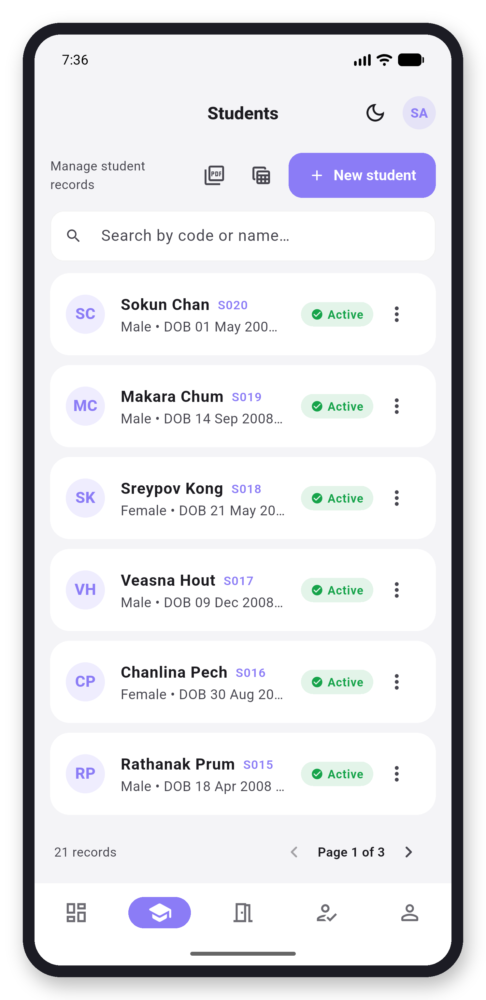 7:36
Students
SA
Manage student
records
PDF
+ New student
Search by code or name...
SC
Sokun Chan S020
Male • DOB 01 May 200...
Active
MC
Makara Chum S019
Male • DOB 14 Sep 2008...
Active
SK
Sreypov Kong S018
Female • DOB 21 May 20...
Active
VH
Veasna Hout S017
Male • DOB 09 Dec 2008...
Active
CP
Chanlina Pech S016
Female • DOB 30 Aug 20...
Active
RP
Rathanak Prum S015
Male • DOB 18 Apr 2008 ...
Active
21 records
Page 1 of 3